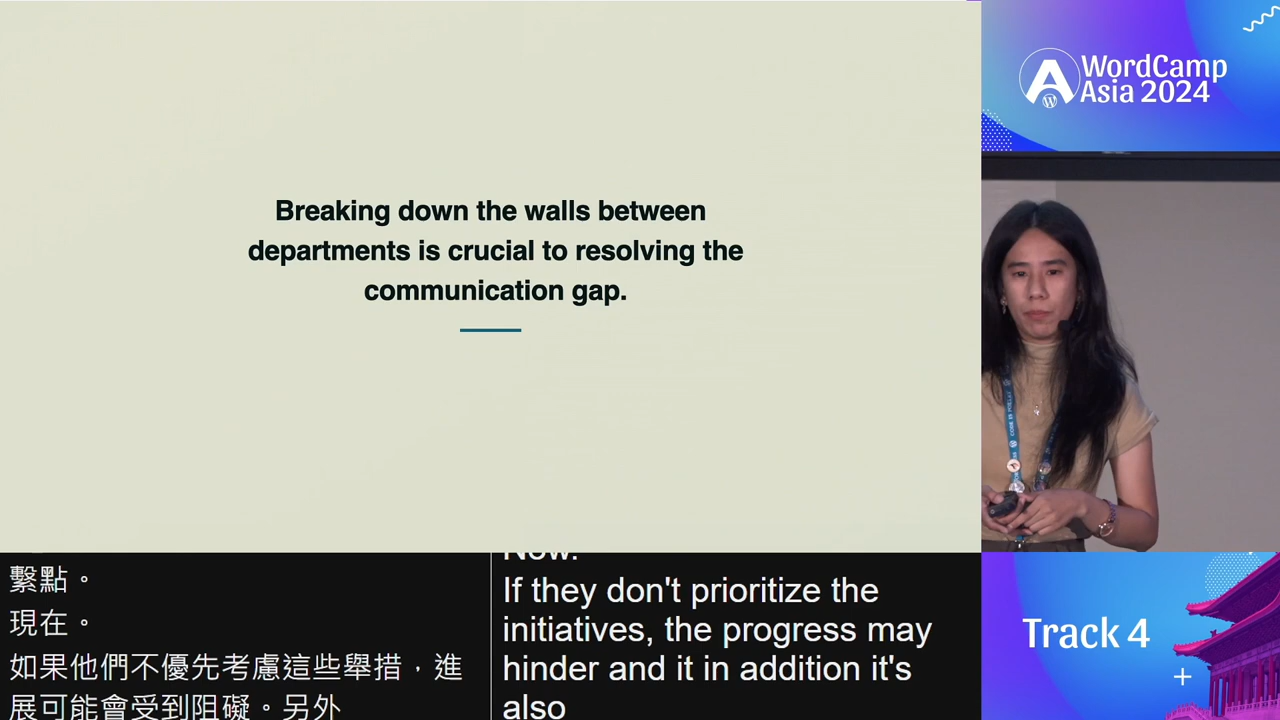 Breaking down the walls between
departments is crucial to resolving the
communication gap.
WordCamp
Asia 2024
繫點。
現在。
如果他們不優先考慮這些舉措，進
展可能會受到阻礙。另外
Now.
If they don't prioritize the
initiatives, the progress may
hinder and it in addition it's
also
Track 4